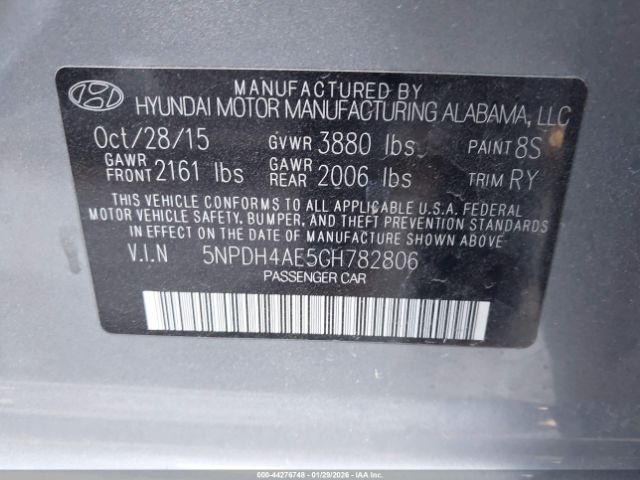 MANUFACTURED BY
HYUNDAI MOTOR MANUFACTURING ALABAMA, LLC
Oct/28/15 GVWR 3880 lbs PAINT 8S
GAWR FRONT 2161 lbs GAWR REAR 2006 lbs TRIM RY
THIS VEHICLE CONFORMS TO ALL APPLICABLE U.S.A. FEDERAL
MOTOR VEHICLE SAFETY, BUMPER, AND THEFT PREVENTION STANDARDS
IN EFFECT ON THE DATE OF MANUFACTURE SHOWN ABOVE.
V.I.N 5NPDH4AE5GH782806
PASSENGER CAR
000-44276748 | 01/29/2026 - IAAI.COM